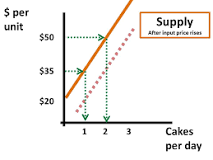 $ per
unit
Supply
After input price rises
$50
$35
$20
1 2 3 Cakes
per day